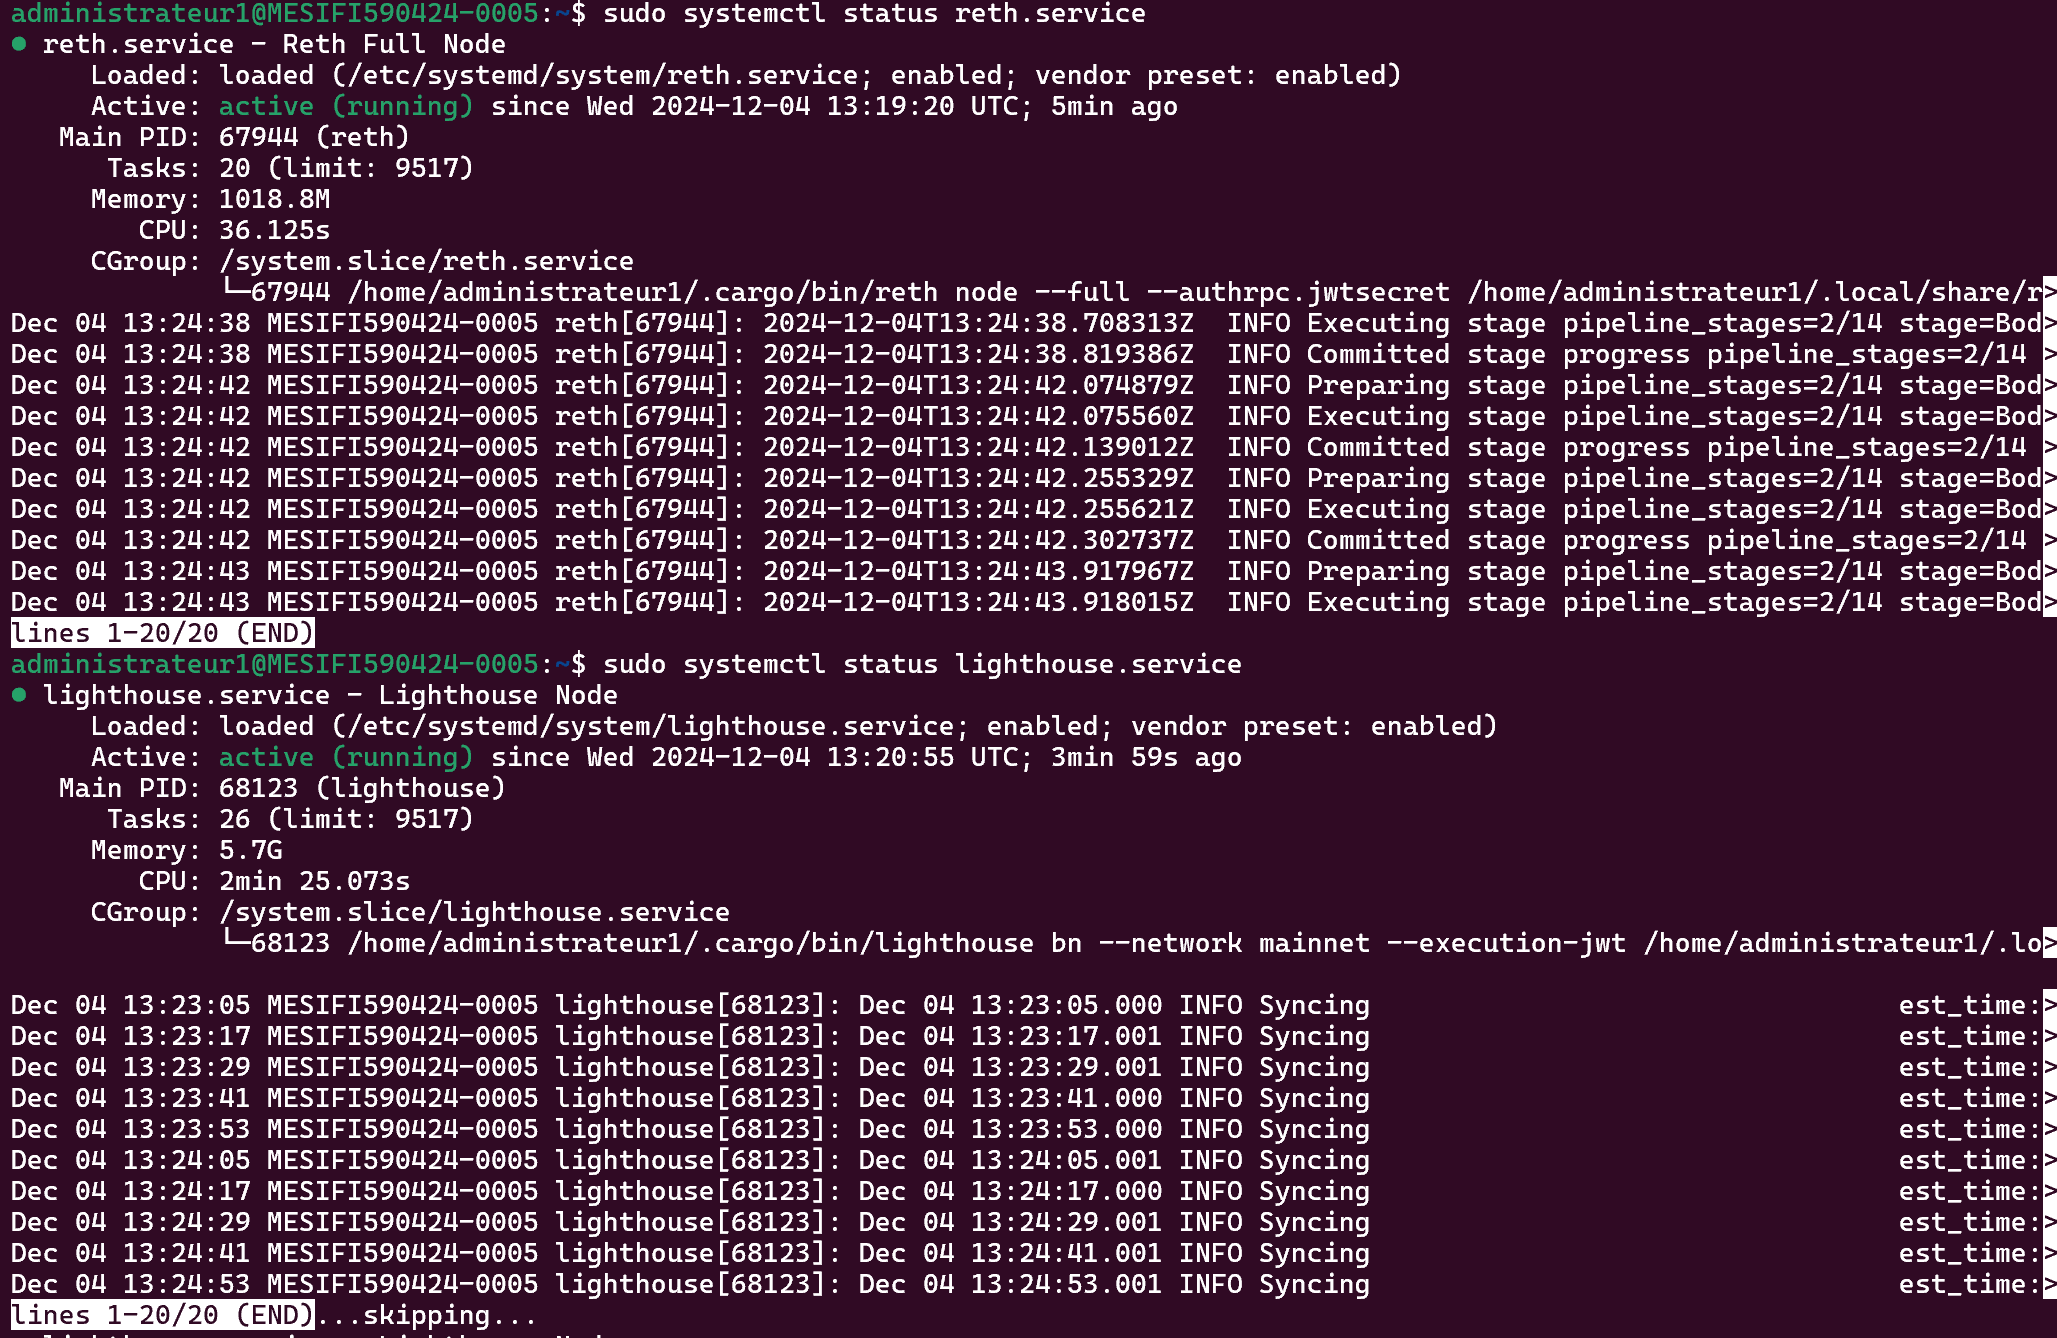 administrateur1@MESIFI590424-0005:~$ sudo systemctl status reth.service
● reth.service - Reth Full Node
     Loaded: loaded (/etc/systemd/system/reth.service; enabled; vendor preset: enabled)
     Active: active (running) since Wed 2024-12-04 13:19:20 UTC; 5min ago
   Main PID: 67944 (reth)
      Tasks: 20 (limit: 9517)
     Memory: 1018.8M
        CPU: 36.125s
     CGroup: /system.slice/reth.service
             └─67944 /home/administrateur1/.cargo/bin/reth node --full --authrpc.jwtsecret /home/administrateur1/.local/share/r>
Dec 04 13:24:38 MESIFI590424-0005 reth[67944]: 2024-12-04T13:24:38.708313Z  INFO Executing stage pipeline_stages=2/14 stage=Bod>
Dec 04 13:24:38 MESIFI590424-0005 reth[67944]: 2024-12-04T13:24:38.819386Z  INFO Committed stage progress pipeline_stages=2/14 >
Dec 04 13:24:42 MESIFI590424-0005 reth[67944]: 2024-12-04T13:24:42.074879Z  INFO Preparing stage pipeline_stages=2/14 stage=Bod>
Dec 04 13:24:42 MESIFI590424-0005 reth[67944]: 2024-12-04T13:24:42.075560Z  INFO Executing stage pipeline_stages=2/14 stage=Bod>
Dec 04 13:24:42 MESIFI590424-0005 reth[67944]: 2024-12-04T13:24:42.139012Z  INFO Committed stage progress pipeline_stages=2/14 >
Dec 04 13:24:42 MESIFI590424-0005 reth[67944]: 2024-12-04T13:24:42.255329Z  INFO Preparing stage pipeline_stages=2/14 stage=Bod>
Dec 04 13:24:42 MESIFI590424-0005 reth[67944]: 2024-12-04T13:24:42.255621Z  INFO Executing stage pipeline_stages=2/14 stage=Bod>
Dec 04 13:24:42 MESIFI590424-0005 reth[67944]: 2024-12-04T13:24:42.302737Z  INFO Committed stage progress pipeline_stages=2/14 >
Dec 04 13:24:43 MESIFI590424-0005 reth[67944]: 2024-12-04T13:24:43.917967Z  INFO Preparing stage pipeline_stages=2/14 stage=Bod>
Dec 04 13:24:43 MESIFI590424-0005 reth[67944]: 2024-12-04T13:24:43.918015Z  INFO Executing stage pipeline_stages=2/14 stage=Bod>
lines 1-20/20 (END)
administrateur1@MESIFI590424-0005:~$ sudo systemctl status lighthouse.service
● lighthouse.service - Lighthouse Node
     Loaded: loaded (/etc/systemd/system/lighthouse.service; enabled; vendor preset: enabled)
     Active: active (running) since Wed 2024-12-04 13:20:55 UTC; 3min 59s ago
   Main PID: 68123 (lighthouse)
      Tasks: 26 (limit: 9517)
     Memory: 5.7G
        CPU: 2min 25.073s
     CGroup: /system.slice/lighthouse.service
             └─68123 /home/administrateur1/.cargo/bin/lighthouse bn --network mainnet --execution-jwt /home/administrateur1/.lo>
Dec 04 13:23:05 MESIFI590424-0005 lighthouse[68123]: Dec 04 13:23:05.000 INFO Syncing                                 est_time:>
Dec 04 13:23:17 MESIFI590424-0005 lighthouse[68123]: Dec 04 13:23:17.001 INFO Syncing                                 est_time:>
Dec 04 13:23:29 MESIFI590424-0005 lighthouse[68123]: Dec 04 13:23:29.001 INFO Syncing                                 est_time:>
Dec 04 13:23:41 MESIFI590424-0005 lighthouse[68123]: Dec 04 13:23:41.000 INFO Syncing                                 est_time:>
Dec 04 13:23:53 MESIFI590424-0005 lighthouse[68123]: Dec 04 13:23:53.000 INFO Syncing                                 est_time:>
Dec 04 13:24:05 MESIFI590424-0005 lighthouse[68123]: Dec 04 13:24:05.001 INFO Syncing                                 est_time:>
Dec 04 13:24:17 MESIFI590424-0005 lighthouse[68123]: Dec 04 13:24:17.000 INFO Syncing                                 est_time:>
Dec 04 13:24:29 MESIFI590424-0005 lighthouse[68123]: Dec 04 13:24:29.001 INFO Syncing                                 est_time:>
Dec 04 13:24:41 MESIFI590424-0005 lighthouse[68123]: Dec 04 13:24:41.001 INFO Syncing                                 est_time:>
Dec 04 13:24:53 MESIFI590424-0005 lighthouse[68123]: Dec 04 13:24:53.001 INFO Syncing                                 est_time:>
lines 1-20/20 (END)...skipping...